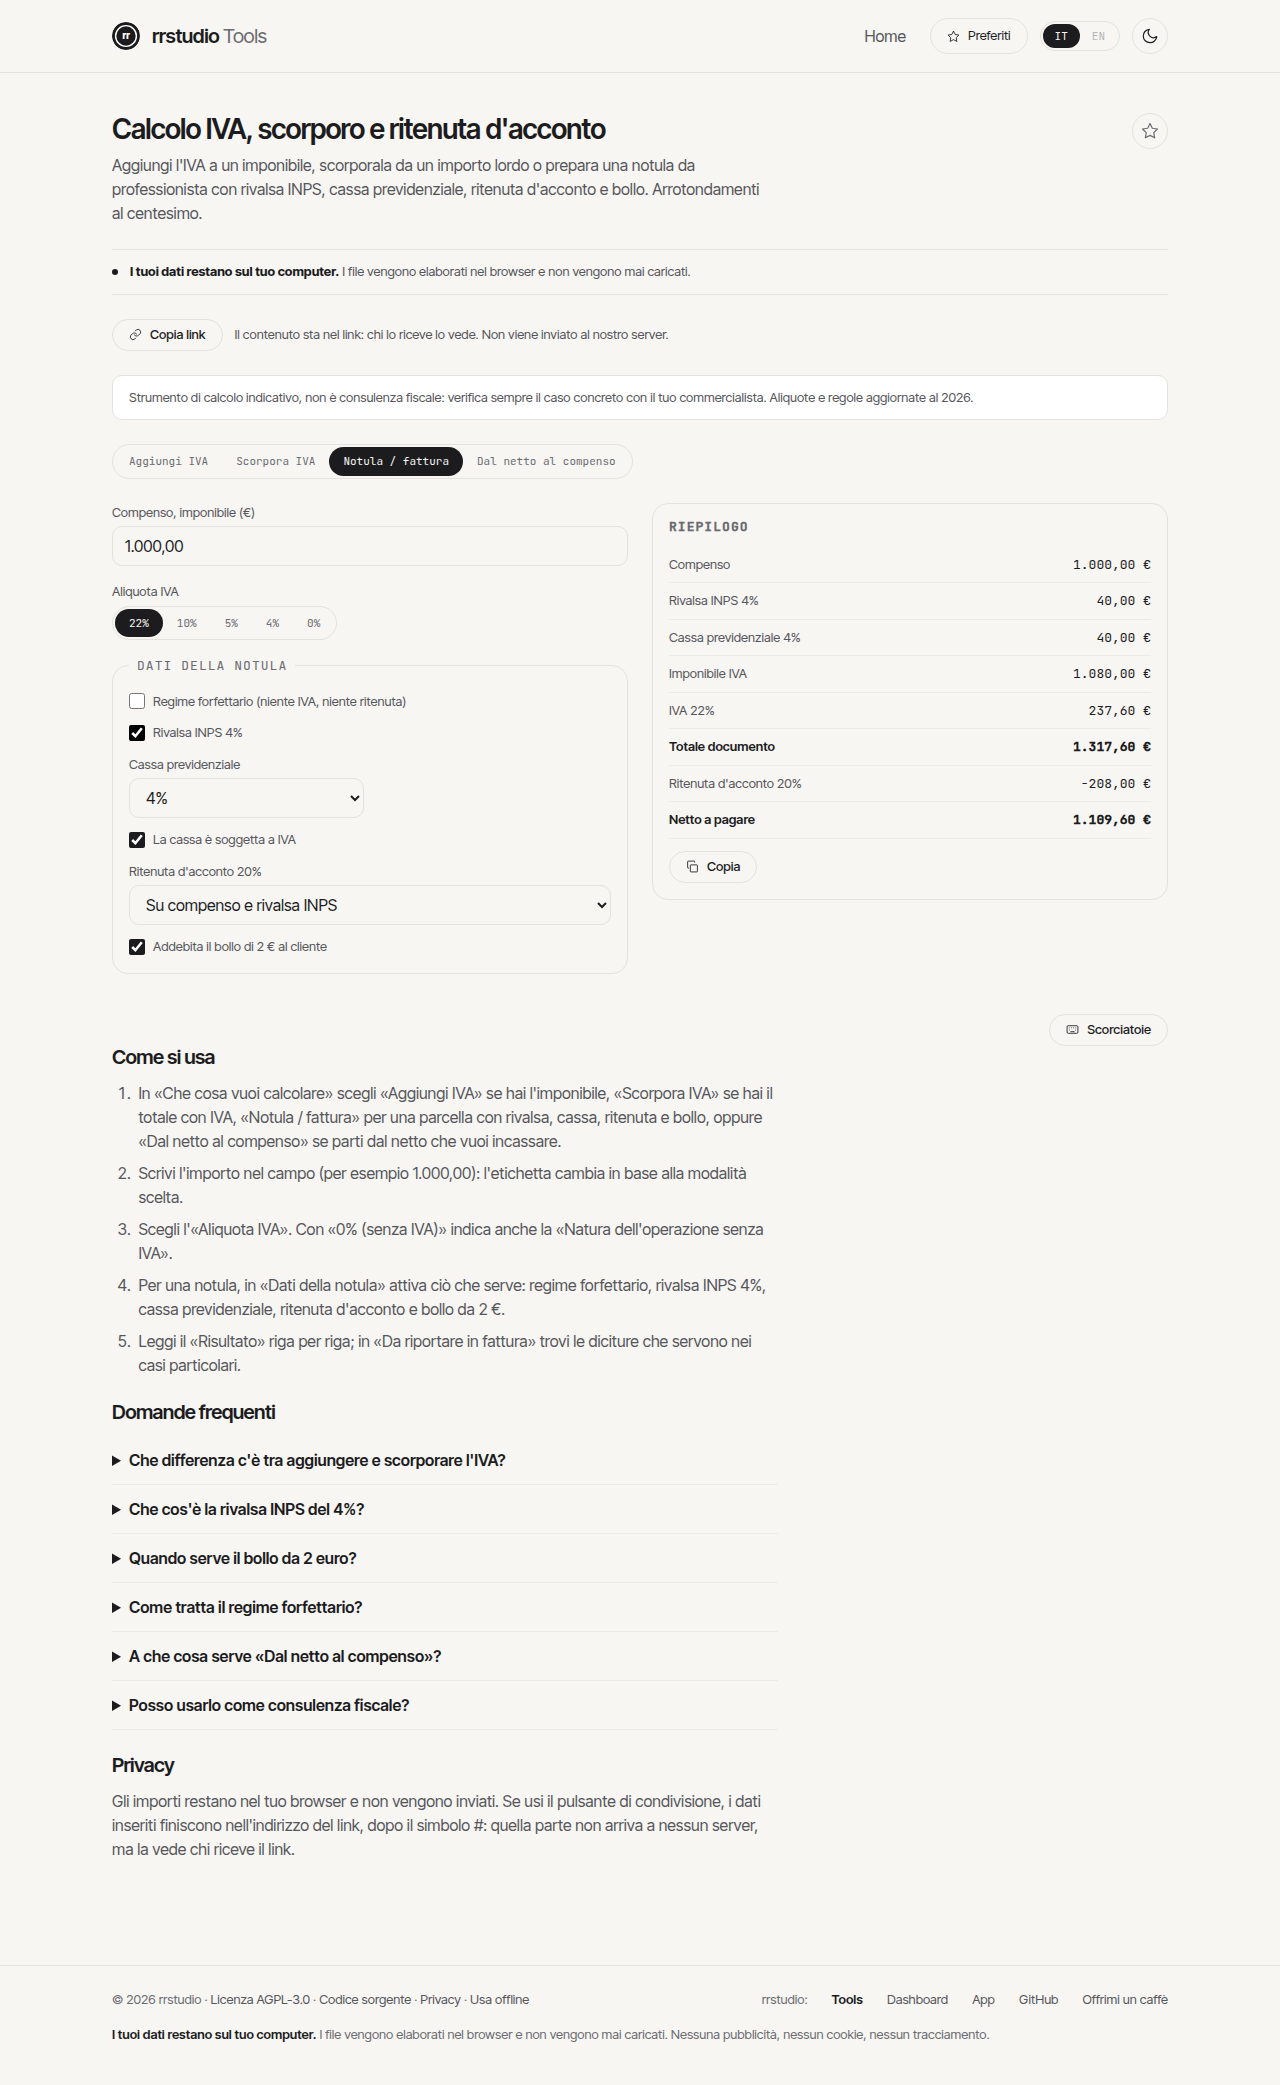 rr rrstudio Tools
Home
Preferiti
IT EN
Calcolo IVA, scorporo e ritenuta d'acconto
Aggiungi l'IVA a un imponibile, scorporala da un importo lordo o prepara una notula da
professionista con rivalsa INPS, cassa previdenziale, ritenuta d'acconto e bollo. Arrotondamenti
al centesimo.
I tuoi dati restano sul tuo computer. I file vengono elaborati nel browser e non vengono mai caricati.
Copia link
Il contenuto sta nel link: chi lo riceve lo vede. Non viene inviato al nostro server.
Strumento di calcolo indicativo, non è consulenza fiscale: verifica sempre il caso concreto con il tuo commercialista. Aliquote e regole aggiornate al 2026.
Aggiungi IVA Scorpora IVA Notula / fattura Dal netto al compenso
Compenso, imponibile (€)
1.000,00
Aliquota IVA
22% 10% 5% 4% 0%
DATI DELLA NOTULA
Regime forfettario (niente IVA, niente ritenuta)
Rivalsa INPS 4%
Cassa previdenziale
4%
La cassa è soggetta a IVA
Ritenuta d'acconto 20%
Su compenso e rivalsa INPS
Addebita il bollo di 2 € al cliente
RIEPILOGO
Compenso 1.000,00 €
Rivalsa INPS 4% 40,00 €
Cassa previdenziale 4% 40,00 €
Imponibile IVA 1.080,00 €
IVA 22% 237,60 €
Totale documento 1.317,60 €
Ritenuta d'acconto 20% -208,00 €
Netto a pagare 1.109,60 €
Copia
Scorciatoie
Come si usa
1. In «Che cosa vuoi calcolare» scegli «Aggiungi IVA» se hai l'imponibile, «Scorpora IVA» se hai il
totale con IVA, «Notula / fattura» per una parcella con rivalsa, cassa, ritenuta e bollo, oppure
«Dal netto al compenso» se parti dal netto che vuoi incassare.
2. Scrivi l'importo nel campo (per esempio 1.000,00): l'etichetta cambia in base alla modalità
scelta.
3. Scegli l'«Aliquota IVA». Con «0% (senza IVA)» indica anche la «Natura dell'operazione senza
IVA».
4. Per una notula, in «Dati della notula» attiva ciò che serve: regime forfettario, rivalsa INPS 4%,
cassa previdenziale, ritenuta d'acconto e bollo da 2 €.
5. Leggi il «Risultato» riga per riga; in «Da riportare in fattura» trovi le diciture che servono nei
casi particolari.
Domande frequenti
Che differenza c'è tra aggiungere e scorporare l'IVA?
Che cos'è la rivalsa INPS del 4%?
Quando serve il bollo da 2 euro?
Come tratta il regime forfettario?
A che cosa serve «Dal netto al compenso»?
Posso usarlo come consulenza fiscale?
Privacy
Gli importi restano nel tuo browser e non vengono inviati. Se usi il pulsante di condivisione, i dati
inseriti finiscono nell'indirizzo del link, dopo il simbolo #: quella parte non arriva a nessun server,
ma la vede chi riceve il link.
© 2026 rrstudio · Licenza AGPL-3.0 · Codice sorgente · Privacy · Usa offline
rrstudio: Tools Dashboard App GitHub Offrimi un caffè
I tuoi dati restano sul tuo computer. I file vengono elaborati nel browser e non vengono mai caricati. Nessuna pubblicità, nessun cookie, nessun tracciamento.